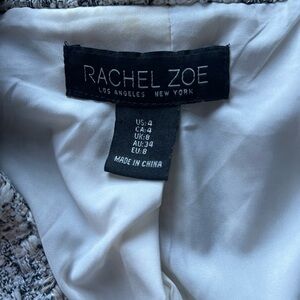 RACHEL ZOE
LOS ANGELES NEW YORK
US:4
CA:4
UK:8
AU:34
EU:8
MADE IN CHINA